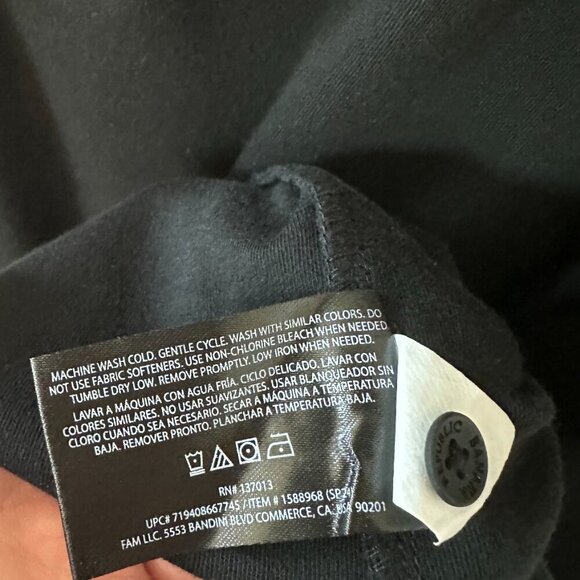 MACHINE WASH COLD. GENTLE CYCLE. WASH WITH SIMILAR COLORS. DO
NOT USE FABRIC SOFTENERS. USE NON-CHLORINE BLEACH WHEN NEEDED.
TUMBLE DRY LOW. REMOVE PROMPTLY. LOW IRON WHEN NEEDED.
LAVAR A MÁQUINA CON AGUA FRÍA. CICLO DELICADO. LAVAR CON
COLORES SIMILARES. NO USAR SUAVIZANTES. USAR BLANQUEADOR SIN
CLORO CUANDO SEA NECESARIO. SECAR A MÁQUINA A TEMPERATURA
BAJA. REMOVER PRONTO. PLANCHAR A TEMPERATURA BAJA.
RN# 137013
UPC# 719408667745 / ITEM # 1588968
FAM LLC. 5553 BANDINI BLVD COMMERCE, CA. USA 90201
BANANA REPUBLIC